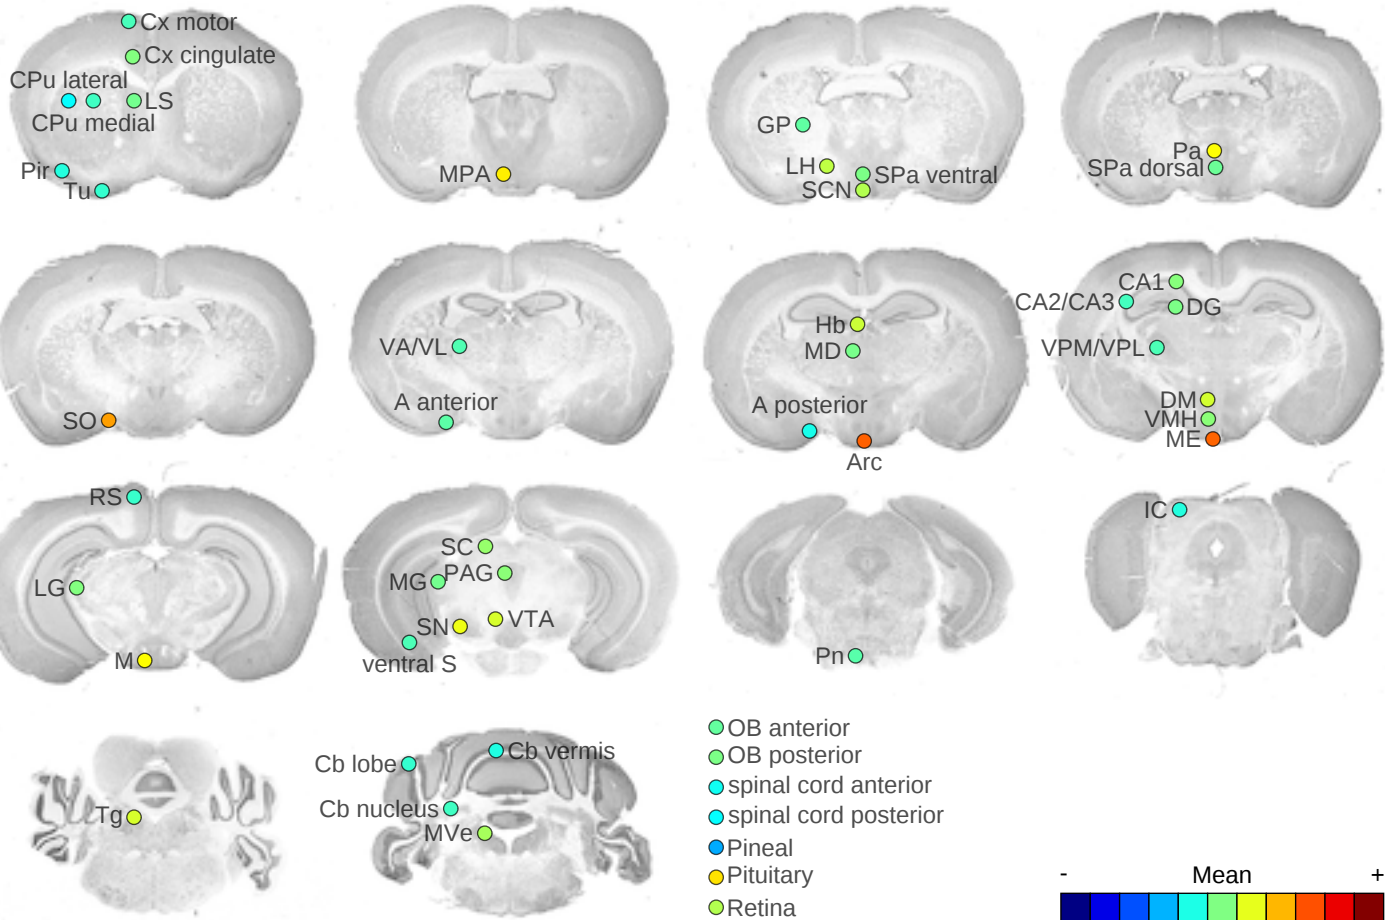 Cx motor
Cx cingulate
CPu lateral
LS
CPu medial
Pir
Tu
MPA
GP
LH
SPa ventral
SCN
Pa
SPa dorsal
SO
VA/VL
A anterior
Hb
MD
A posterior
Arc
CA1
CA2/CA3
DG
VPM/VPL
DM
VMH
ME
RS
LG
M
SC
PAG
MG
SN
VTA
ventral S
Pn
IC
Tg
Cb vermis
Cb lobe
Cb nucleus
MVe
OB anterior
OB posterior
spinal cord anterior
spinal cord posterior
Pineal
Pituitary
Retina
- Mean +